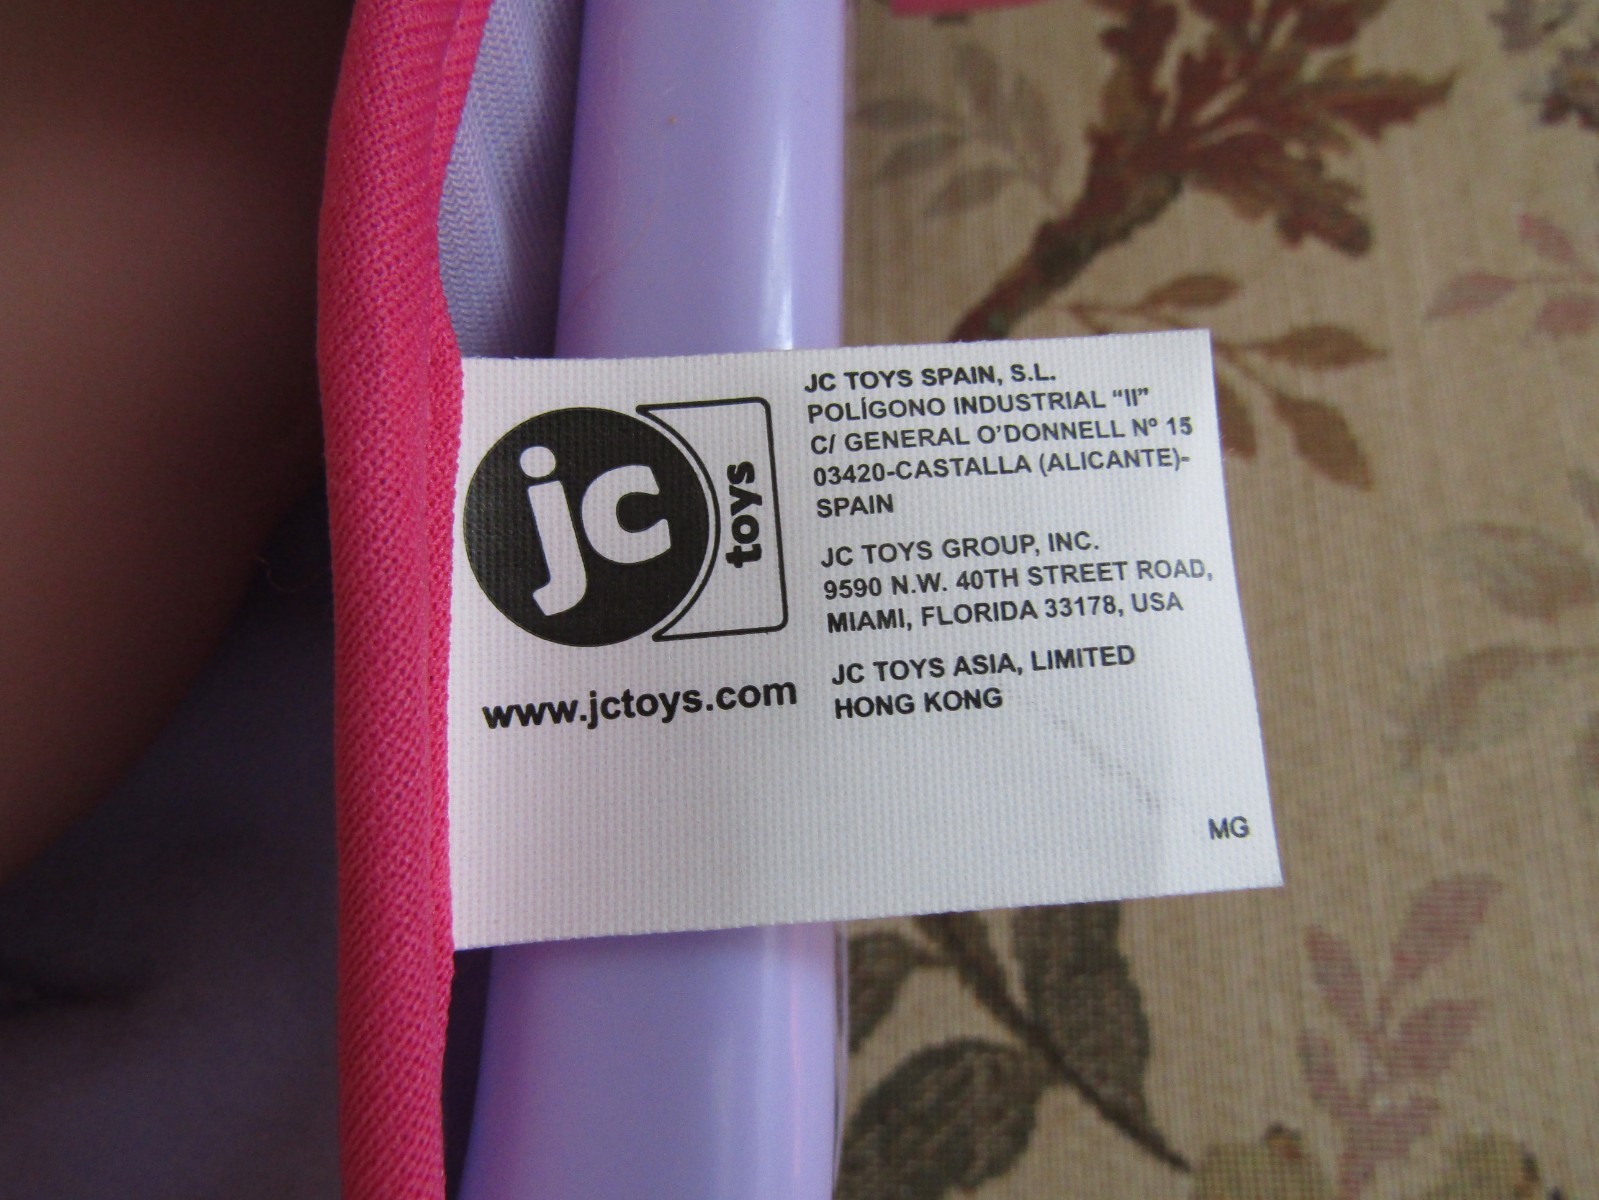 jc
toys
www.jctoys.com
JC TOYS SPAIN, S.L.
POLÍGONO INDUSTRIAL “II”
C/ GENERAL O’DONNELL Nº 15
03420-CASTALLA (ALICANTE)-
SPAIN
JC TOYS GROUP, INC.
9590 N.W. 40TH STREET ROAD,
MIAMI, FLORIDA 33178, USA
JC TOYS ASIA, LIMITED
HONG KONG
MG